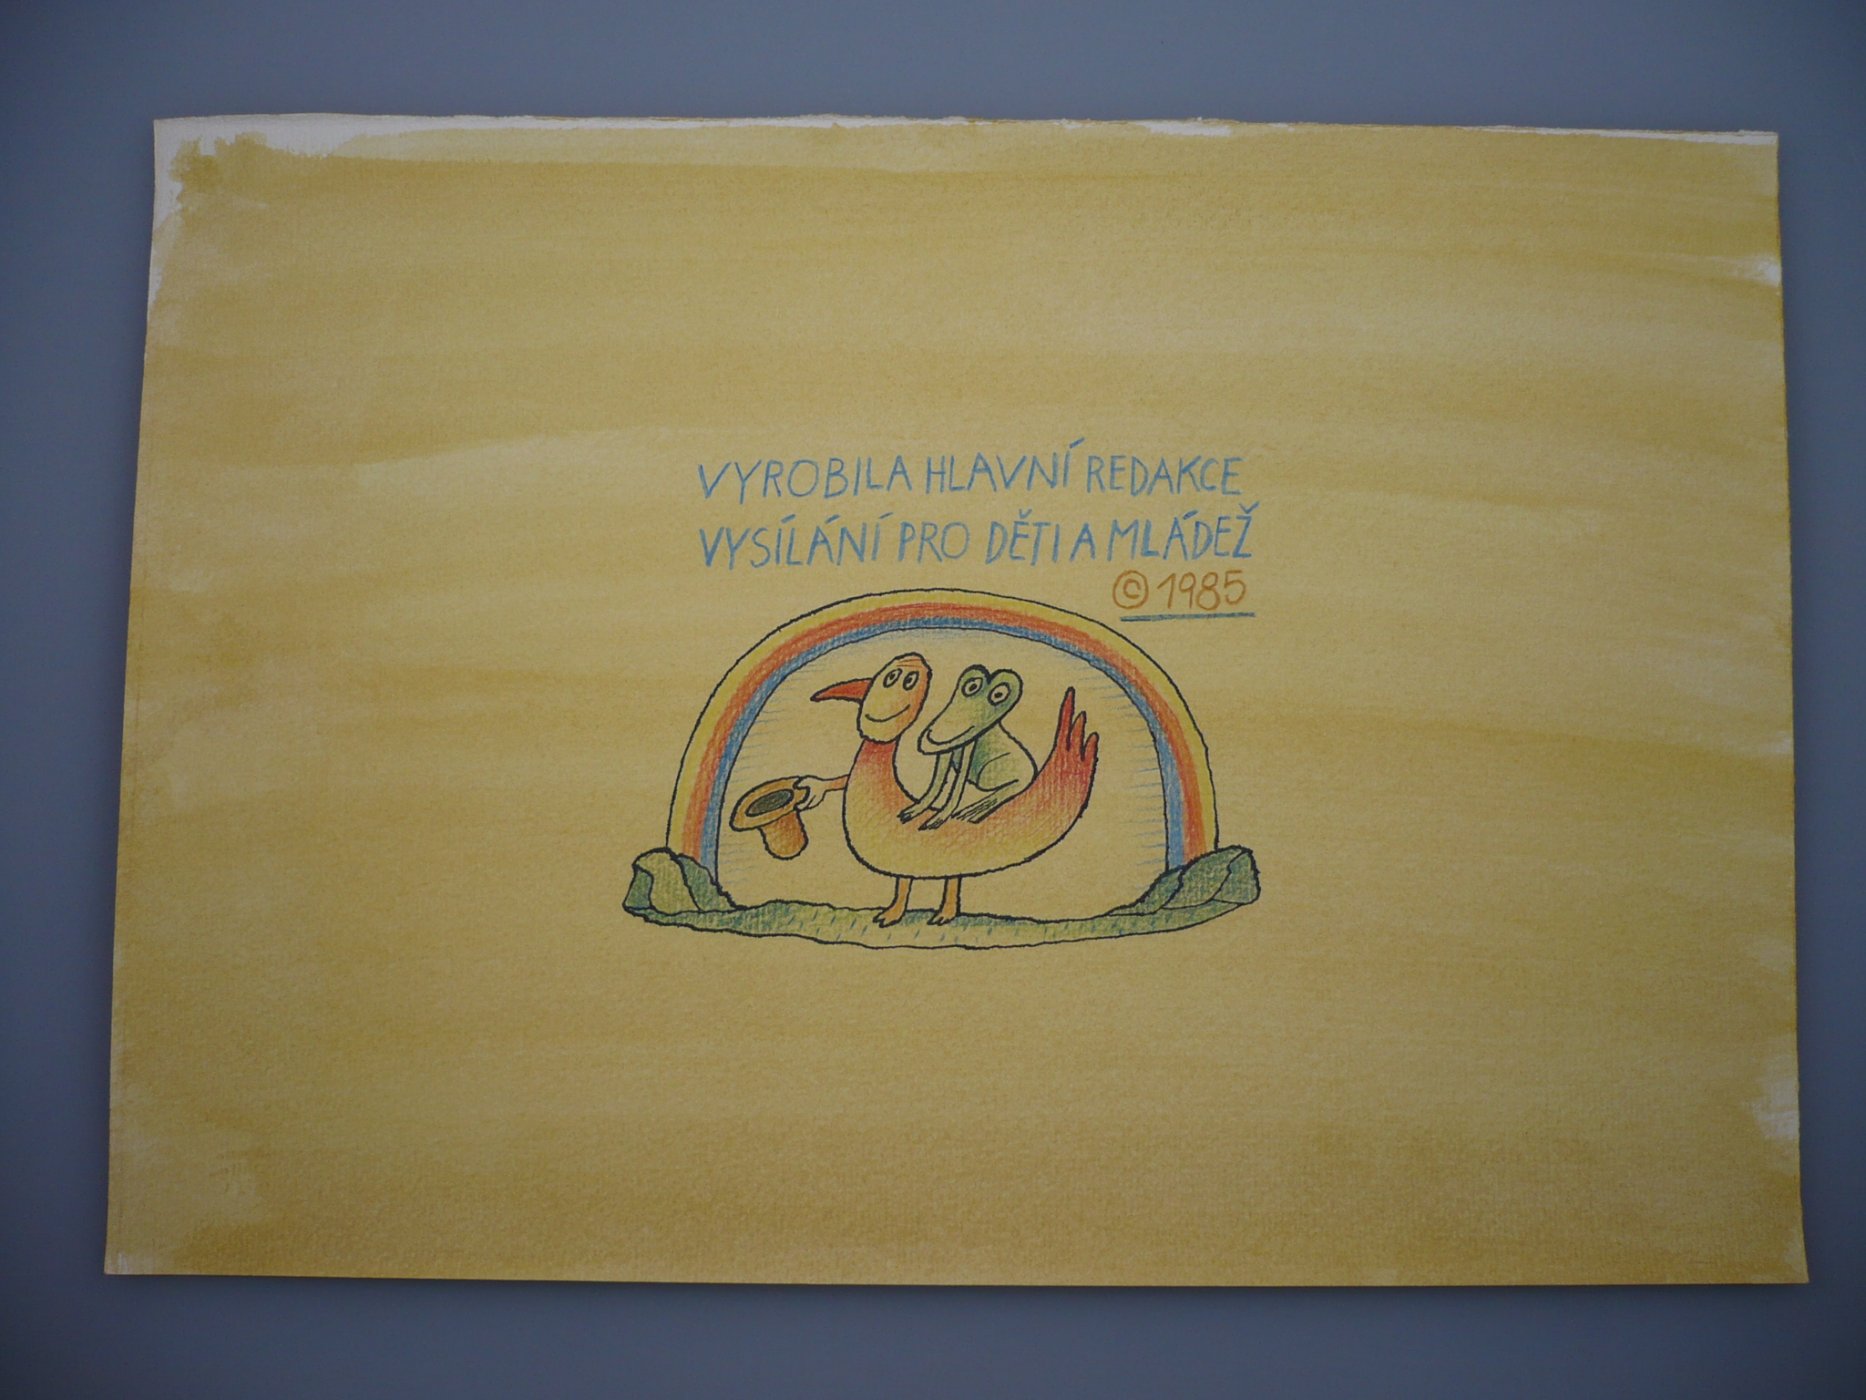 VYROBILA HLAVNÍ REDAKCE
VYSÍLÁNÍ PRO DĚTI A MLÁDEŽ
© 1985